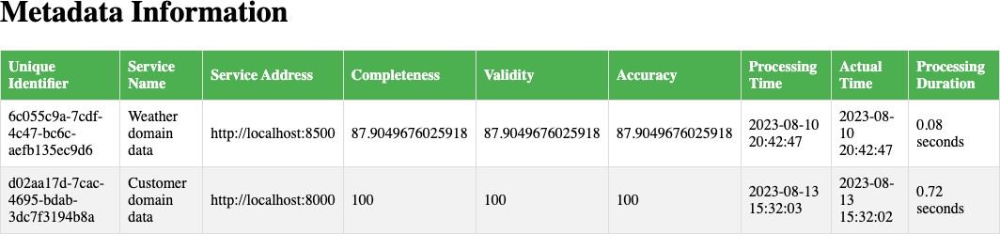 Metadata Information
Unique Identifier	Service Name	Service Address	Completeness	Validity	Accuracy	Processing Time	Actual Time	Processing Duration
6c055c9a-7cdf-4c47-bc6c-aefb135ec9d6	Weather domain data	http://localhost:8500	87.9049676025918	87.9049676025918	87.9049676025918	2023-08-10 20:42:47	2023-08-10 20:42:47	0.08 seconds
d02aa17d-7cac-4695-bdab-3dc7f3194b8a	Customer domain data	http://localhost:8000	100	100	100	2023-08-13 15:32:03	2023-08-13 15:32:02	0.72 seconds